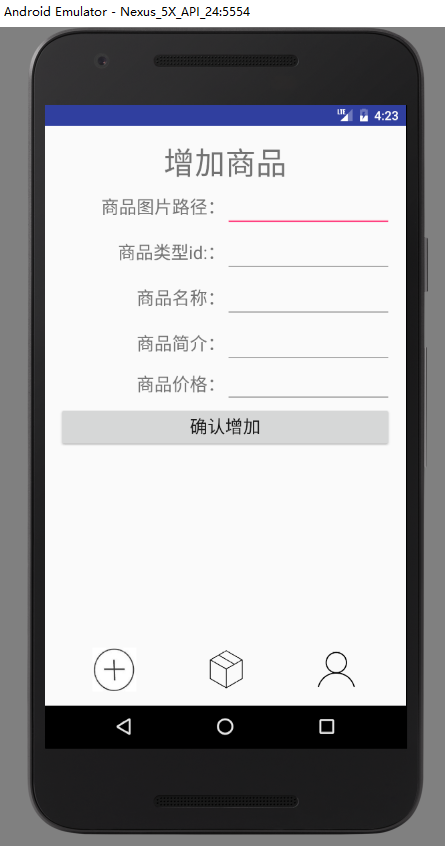 Android Emulator - Nexus_5X_API_24:5554
LTE 4:23
增加商品
商品图片路径：
商品类型id:：
商品名称：
商品简介：
商品价格：
确认增加